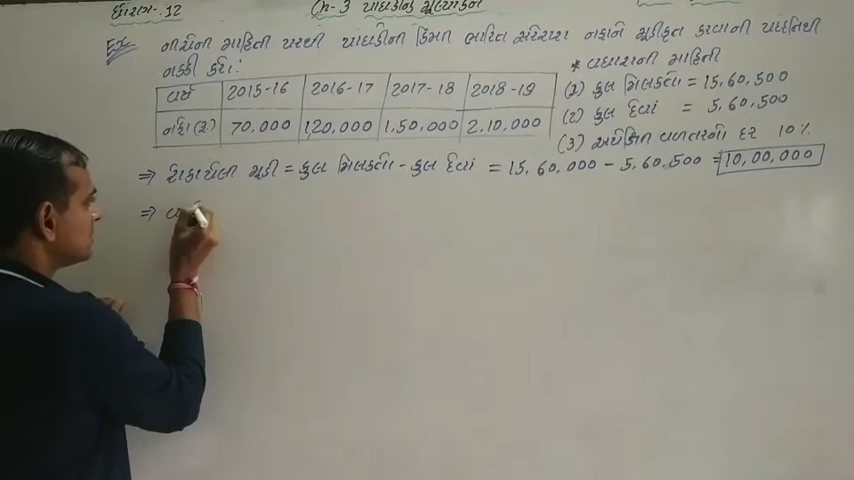 ધોરણ-12 Ch-3 પાઘડીનું મૂલ્યાંકન
Ex નીચેની માહિતી પરથી પાઘડીની કિંમત ભારિત સરેરાશ નફાને મૂડીકૃત કરવાની પદ્ધતિથી
નક્કી કરો:
વર્ષ 2015-16 2016-17 2017-18 2018-19
નફો (₹) 70,000 1,20,000 1,50,000 2,10,000
* વધારાની માહિતી
(1) કુલ મિલકતો = 15,60,500
(2) કુલ દેવાં = 5,60,500
(3) અપેક્ષિત વળતરનો દર 10%
⇒ રોકાયેલી મૂડી = કુલ મિલકતો - કુલ દેવાં = 15,60,000 - 5,60,500 = 10,00,000
⇒